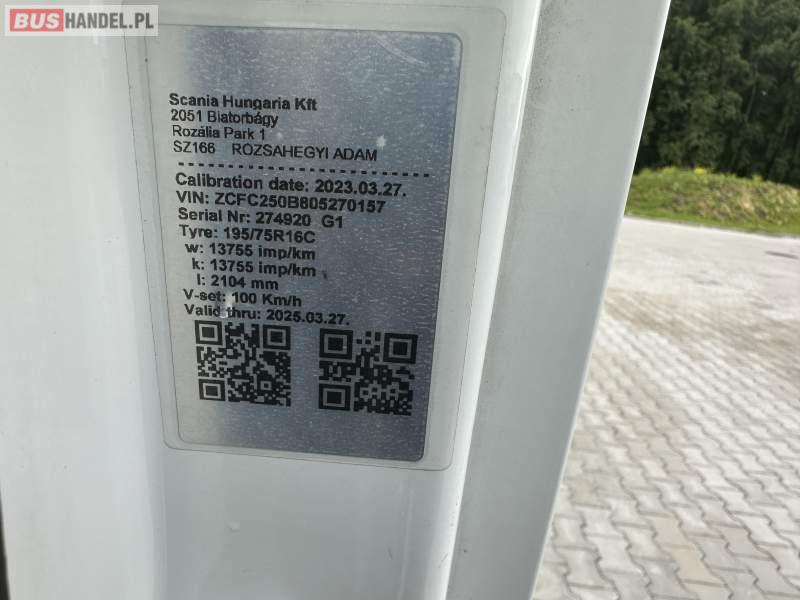 BUSHANDEL.PL
Scania Hungaria Kft
2051 Biatorbágy
Rozália Park 1
SZ166 ROZSAHEGYI ADAM
Calibration date: 2023.03.27.
VIN: ZCFC250B805270157
Serial Nr: 274920 G1
Tyre: 195/75R16C
w: 13755 imp/km
k: 13755 imp/km
l: 2104 mm
V-set: 100 Km/h
Valid thru: 2025.03.27.